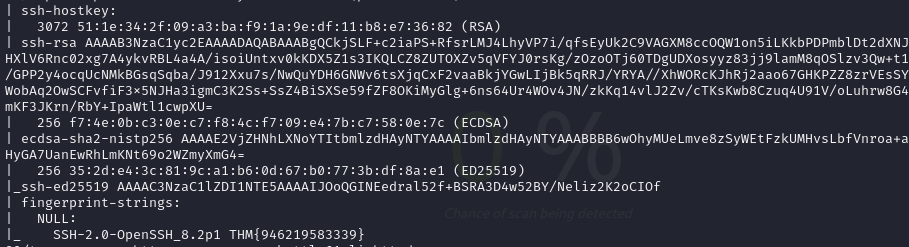 | ssh-hostkey:
|   3072 51:1e:34:2f:09:a3:ba:f9:1a:9e:df:11:b8:e7:36:82 (RSA)
| ssh-rsa AAAAB3NzaC1yc2EAAAADAQABAAABgQCkjSLF+c2iaPS+RfsrLMJ4LhyVP7i/qfsEyUk2C9VAGXM8ccOQW1on5iLKkbPDPmblDt2dXNJ
HXlV6Rnc02xg7A4ykvRBL4a4A/isoiUntxv0kKDX5Z1s3IKQLCZ8ZUTOXZv5qVFYJ0rsKg/zOzoOTj60TDgUDXosyyz83jj9lamM8qOSlzv3Qw+t1
/GPP2y4ocqUcNMkBGsqSqba/J912Xxu7s/NwQuYDH6GNWv6tsXjqCxF2vaaBkjYGwLIjBk5qRRJ/YRYA//XhWORcKJhRj2aao67GHKPZZ8zrVEsSY
WobAq2OwSCFvfiF3×5NJHa3igmC3K2Ss+SsZ4BiSXSe59fZF8OKiMyGlg+6ns64Ur4WOv4JN/zkKq14vlJ2Zv/cTKsKwb8Czuq4U91V/oLuhrw8G4
mKF3JKrn/RbY+IpaWtl1cwpXU=
|   256 f7:4e:0b:c3:0e:c7:f8:4c:f7:09:e4:7b:c7:58:0e:7c (ECDSA)
| ecdsa-sha2-nistp256 AAAAE2VjZHNhLXNoYTItbmlzdHAyNTYAAAAIbmlzdHAyNTYAAABBBB6wOhyMUeLmve8zSyWEtFzkUMHvsLbfVnroa+a
HyGA7UanEwRhLmKNt69o2WZmyXmG4=
|   256 35:2d:e4:3c:81:9c:a1:b6:0d:67:b0:77:3b:df:8a:e1 (ED25519)
|_ssh-ed25519 AAAAC3NzaC1lZDI1NTE5AAAAIJOoQGINEedral52f+BSRA3D4w52BY/Neliz2K2oCIOf
| fingerprint-strings:
|   NULL:
|_    SSH-2.0-OpenSSH_8.2p1 THM{946219583339}
0 %
Chance of scan being detected